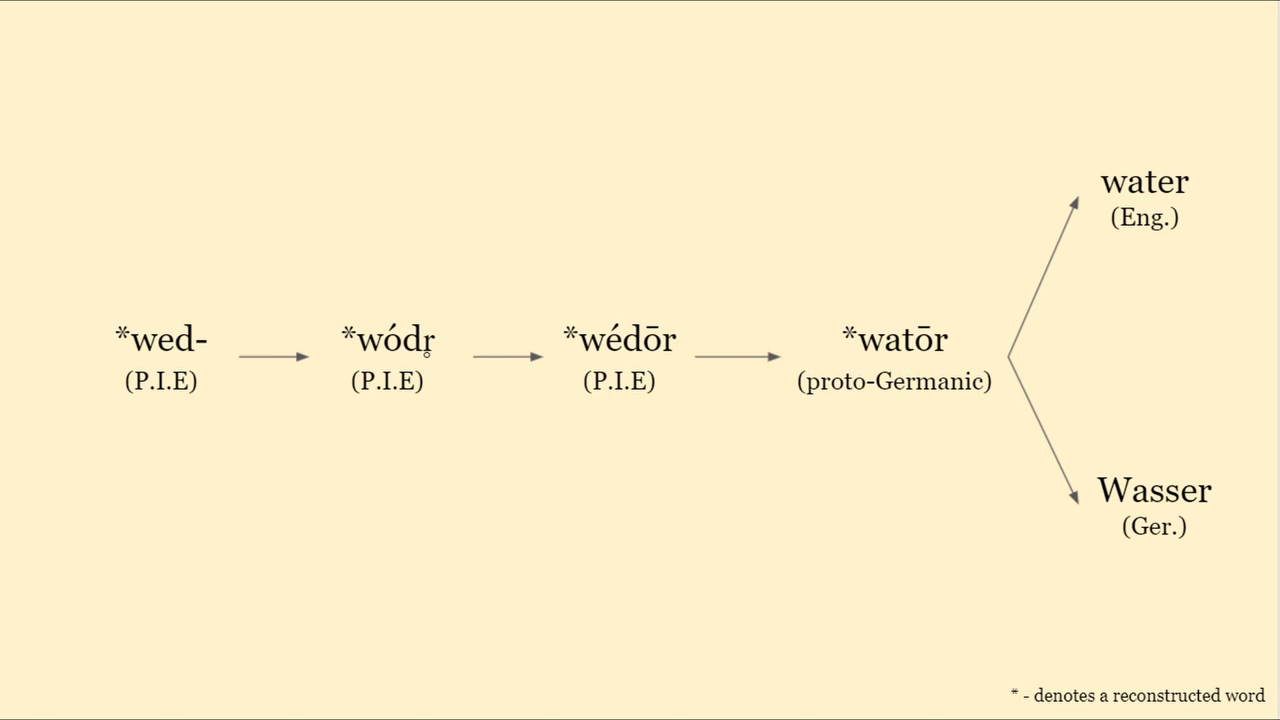 *wed-
(P.I.E)
*wódr̥
(P.I.E)
*wédōr
(P.I.E)
*watōr
(proto-Germanic)
water
(Eng.)
Wasser
(Ger.)
* - denotes a reconstructed word